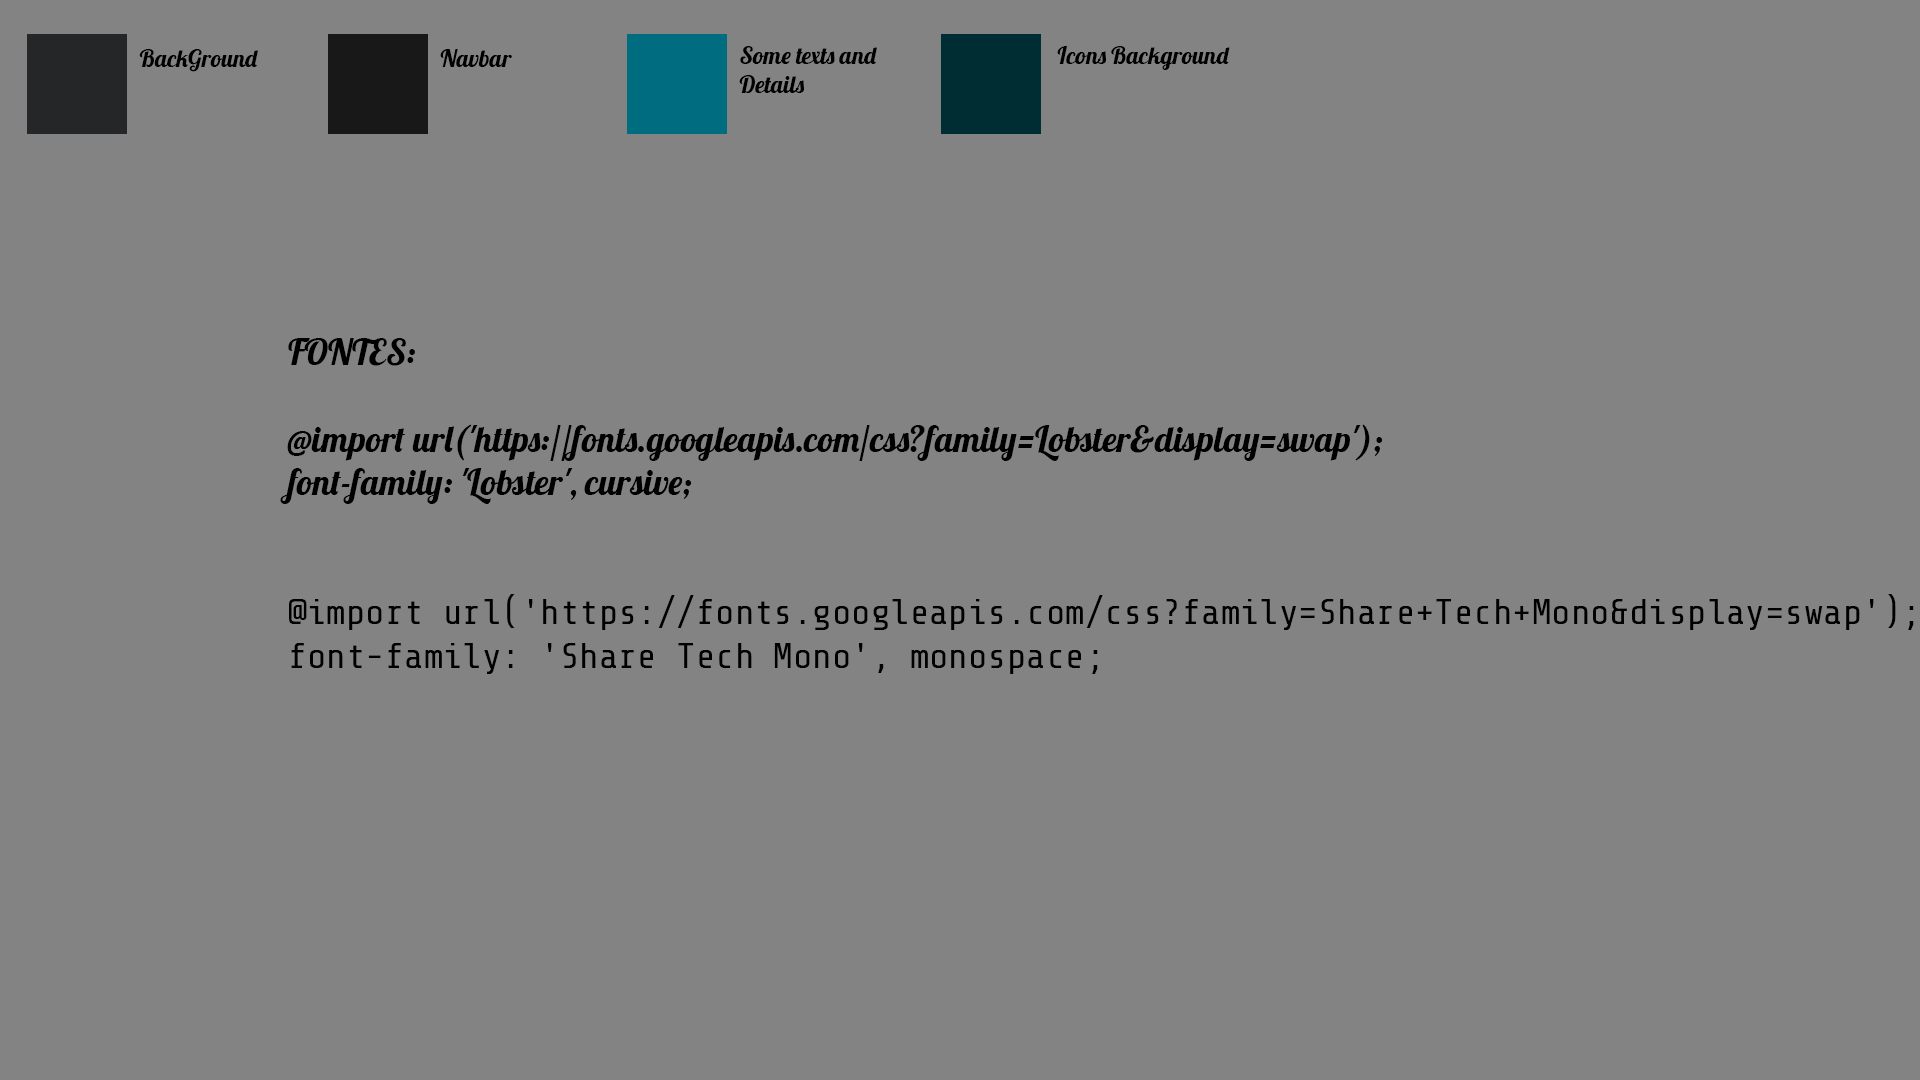 BackGround
Navbar
Some texts and
Details
Icons Background
FONTES:
@import url('https://fonts.googleapis.com/css?family=Lobster&display=swap');
font-family: 'Lobster', cursive;
@import url('https://fonts.googleapis.com/css?family=Share+Tech+Mono&display=swap');
font-family: 'Share Tech Mono', monospace;